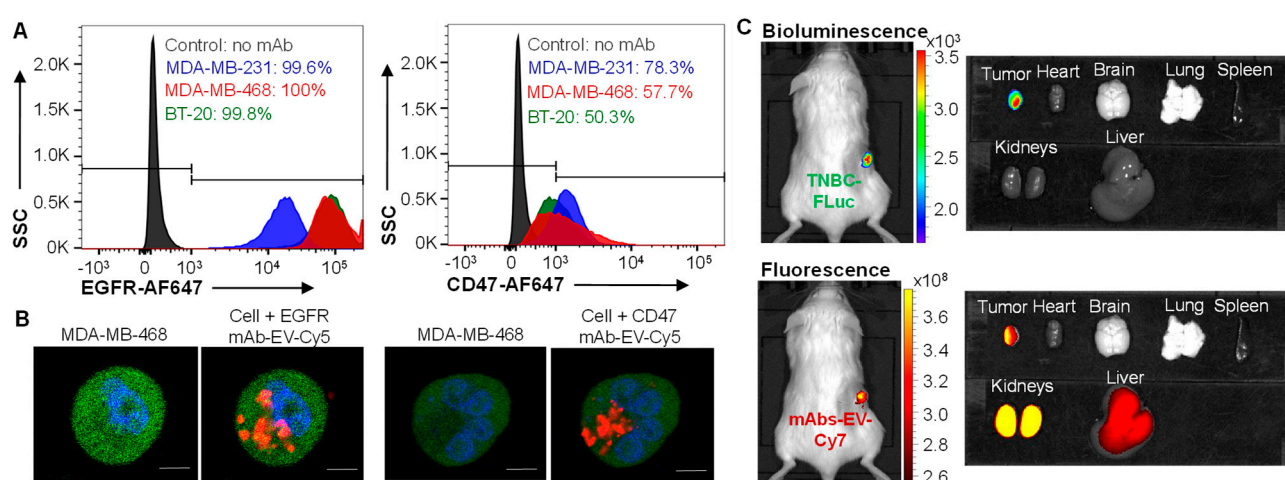 A
Control: no mAb
MDA-MB-231: 99.6%
MDA-MB-468: 100%
BT-20: 99.8%
2.0K
1.5K
1.0K
0.5K
0K
SSC
-10³ 0 10³ 10⁴ 10⁵
EGFR-AF647
Control: no mAb
MDA-MB-231: 78.3%
MDA-MB-468: 57.7%
BT-20: 50.3%
2.0K
1.5K
1.0K
0.5K
0K
SSC
-10³ 0 10³ 10⁴ 10⁵
CD47-AF647
B
MDA-MB-468
Cell + EGFR
mAb-EV-Cy5
MDA-MB-468
Cell + CD47
mAb-EV-Cy5
C
Bioluminescence
x10³
3.5
3.0
2.5
2.0
TNBC-
FLuc
Tumor Heart Brain Lung Spleen
Kidneys Liver
Fluorescence
x10⁸
3.6
3.4
3.2
3.0
2.8
2.6
mAbs-EV-
Cy7
Tumor Heart Brain Lung Spleen
Kidneys Liver